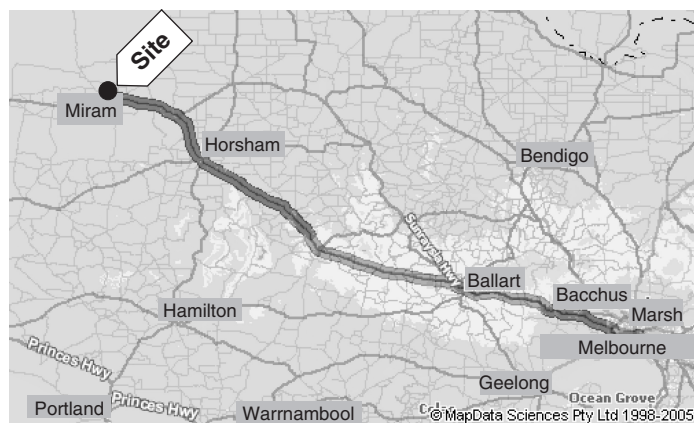 Site
Miram
Horsham
Bendigo
Sunraysia Hwy
Ballart
Bacchus
Marsh
Melbourne
Hamilton
Princes Hwy
Geelong
Ocean Grove
Portland
Princes Hwy
Warrnambool
© MapData Sciences Pty Ltd 1998-2005